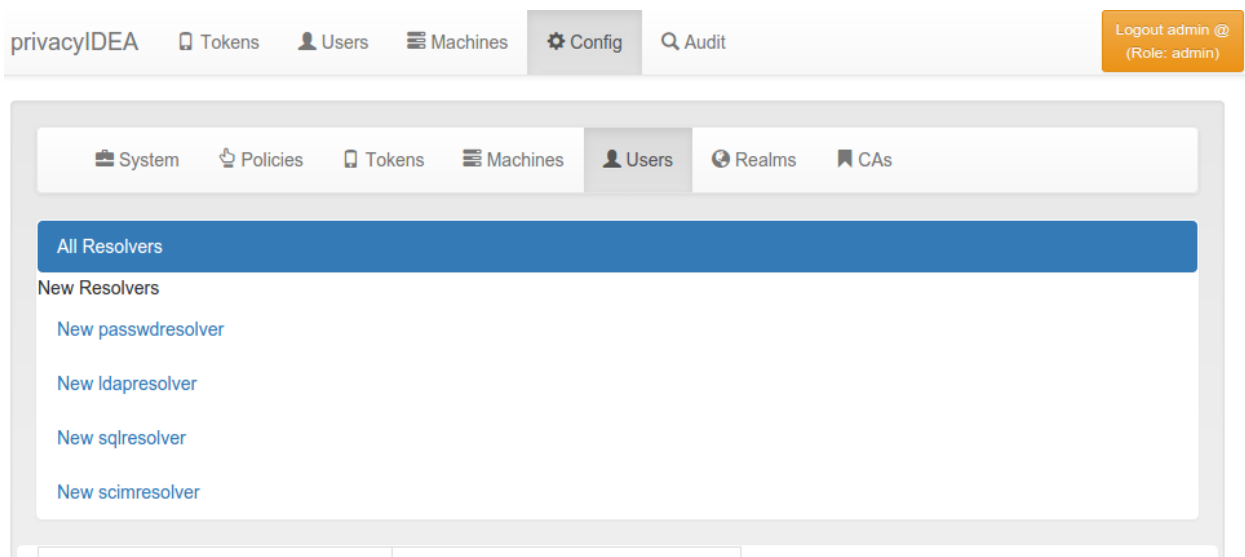 privacyIDEA Tokens Users Machines Config Audit Logout admin @
(Role: admin)
System Policies Tokens Machines Users Realms CAs
All Resolvers
New Resolvers
New passwdresolver
New ldapresolver
New sqlresolver
New scimresolver